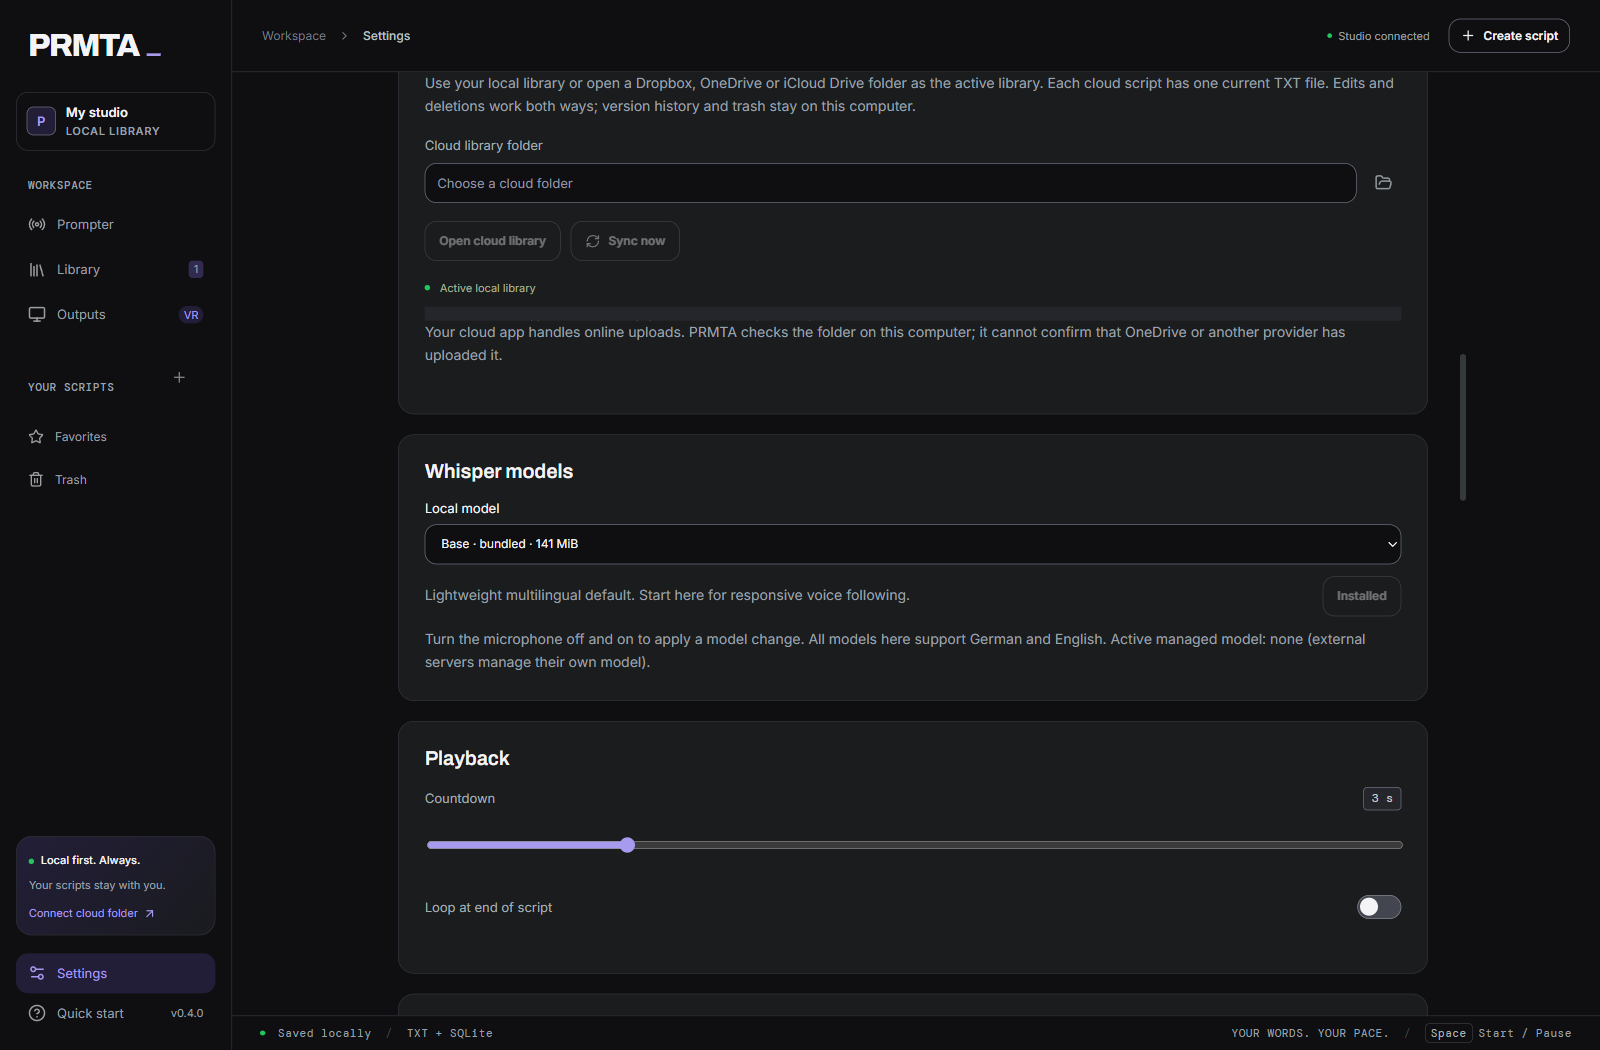 PRMTA _
P
My studio
LOCAL LIBRARY
WORKSPACE
Prompter
Library
1
Outputs
VR
YOUR SCRIPTS
Favorites
Trash
Local first. Always.
Your scripts stay with you.
Connect cloud folder
Settings
Quick start
v0.4.0
Workspace
Settings
Studio connected
Create script
Use your local library or open a Dropbox, OneDrive or iCloud Drive folder as the active library. Each cloud script has one current TXT file. Edits and
deletions work both ways; version history and trash stay on this computer.
Cloud library folder
Choose a cloud folder
Open cloud library
Sync now
Active local library
Your cloud app handles online uploads. PRMTA checks the folder on this computer; it cannot confirm that OneDrive or another provider has
uploaded it.
Whisper models
Local model
Base · bundled · 141 MiB
Lightweight multilingual default. Start here for responsive voice following.
Installed
Turn the microphone off and on to apply a model change. All models here support German and English. Active managed model: none (external
servers manage their own model).
Playback
Countdown
3 s
Loop at end of script
Saved locally / TXT + SQLite
YOUR WORDS. YOUR PACE. / Space Start / Pause